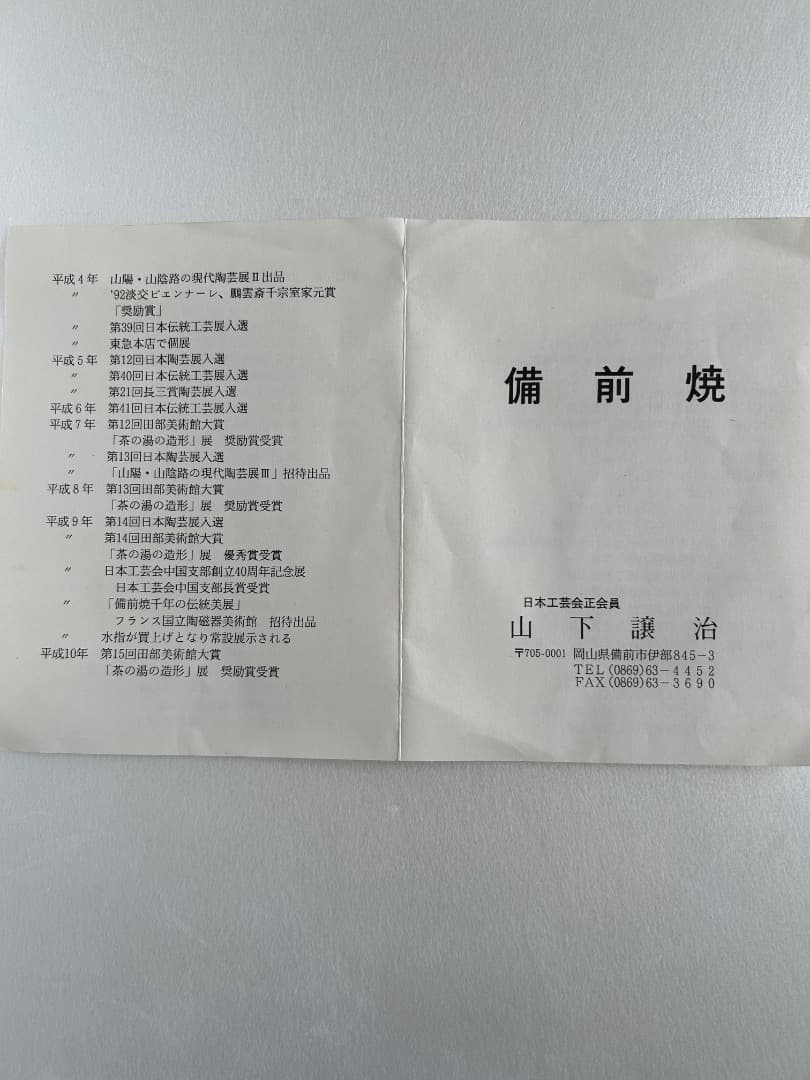 平成4年 山陽・山陰路の現代陶芸展Ⅱ出品
〃 '92淡交ビエンナーレ、鵬雲斎千宗室家元賞
「奨励賞」
〃 第39回日本伝統工芸展入選
〃 東急本店で個展
平成5年 第12回日本陶芸展入選
〃 第40回日本伝統工芸展入選
〃 第21回長三賞陶芸展入選
平成6年 第41回日本伝統工芸展入選
平成7年 第12回田部美術館大賞
「茶の湯の造形」展 奨励賞受賞
〃 第13回日本陶芸展入選
〃 「山陽・山陰路の現代陶芸展Ⅲ」招待出品
平成8年 第13回田部美術館大賞
「茶の湯の造形」展 奨励賞受賞
平成9年 第14回日本陶芸展入選
〃 第14回田部美術館大賞
「茶の湯の造形」展 優秀賞受賞
〃 日本工芸会中国支部創立40周年記念展
日本工芸会中国支部長賞受賞
〃 「備前焼千年の伝統美展」
フランス国立陶磁器美術館 招待出品
〃 水指が買上げとなり常設展示される
平成10年 第15回田部美術館大賞
「茶の湯の造形」展 奨励賞受賞
備前焼
日本工芸会正会員
山下譲治
〒705-0001 岡山県備前市伊部845-3
TEL(0869)63-4452
FAX(0869)63-3690